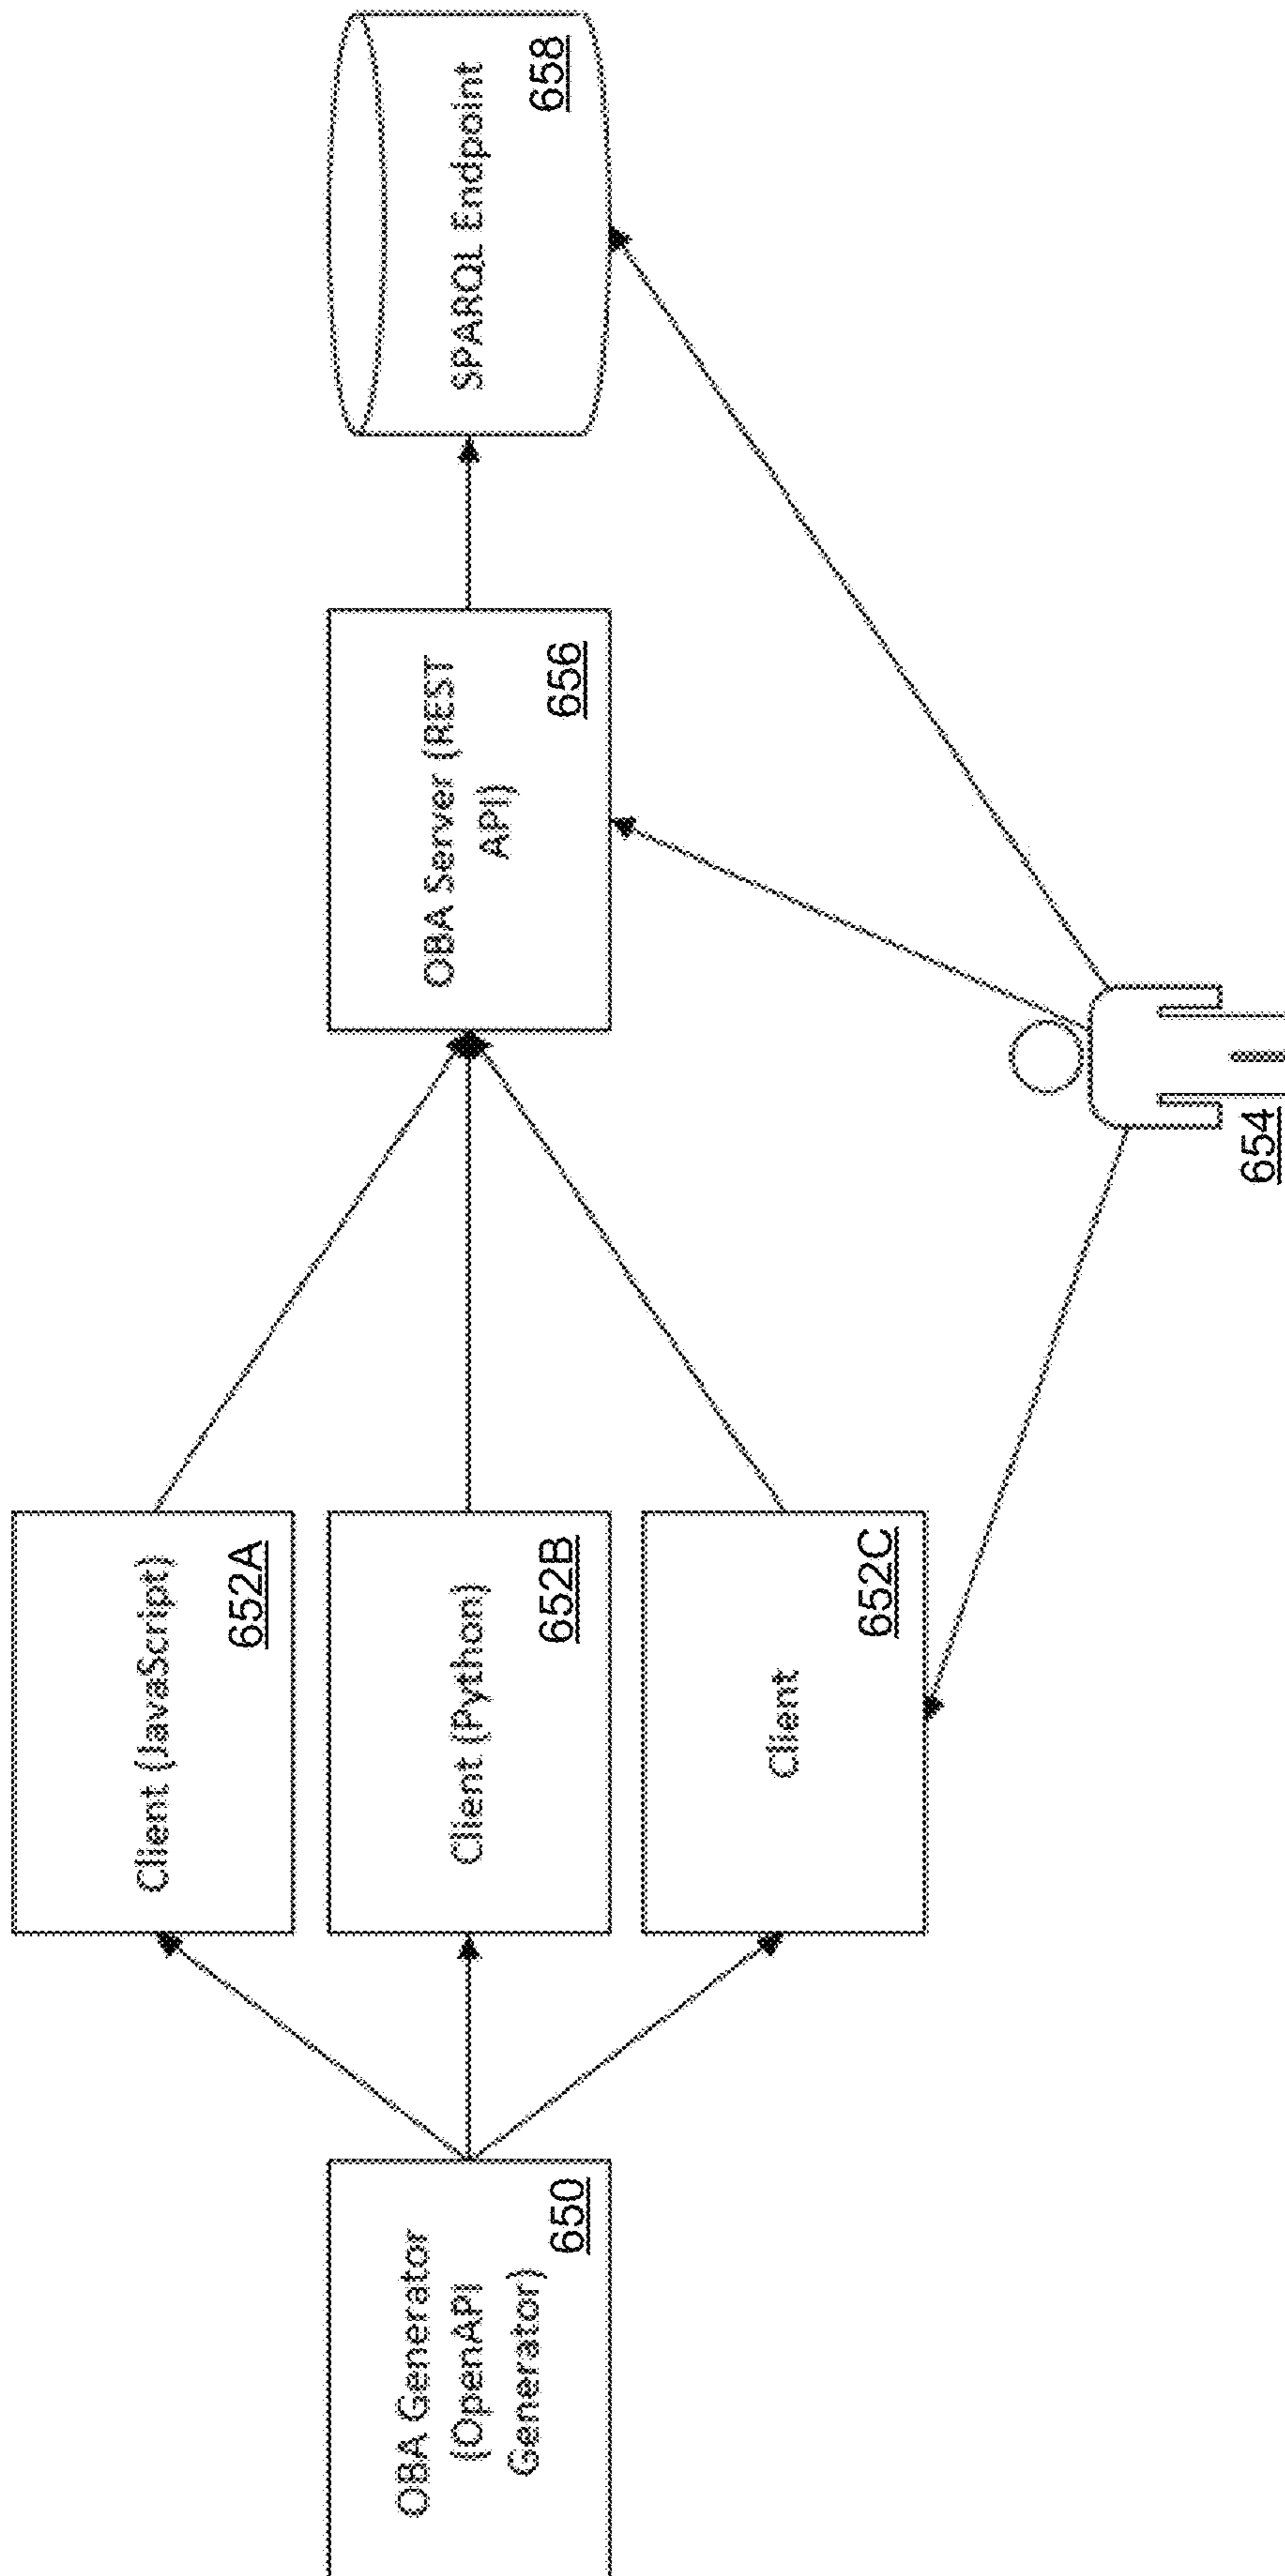 OBA Generator
(OpenAPI
Generator)
650
Client (JavaScript)
652A
Client (Python)
652B
Client
652C
OBA Server (REST
API)
656
SPARQL Endpoint
658
654